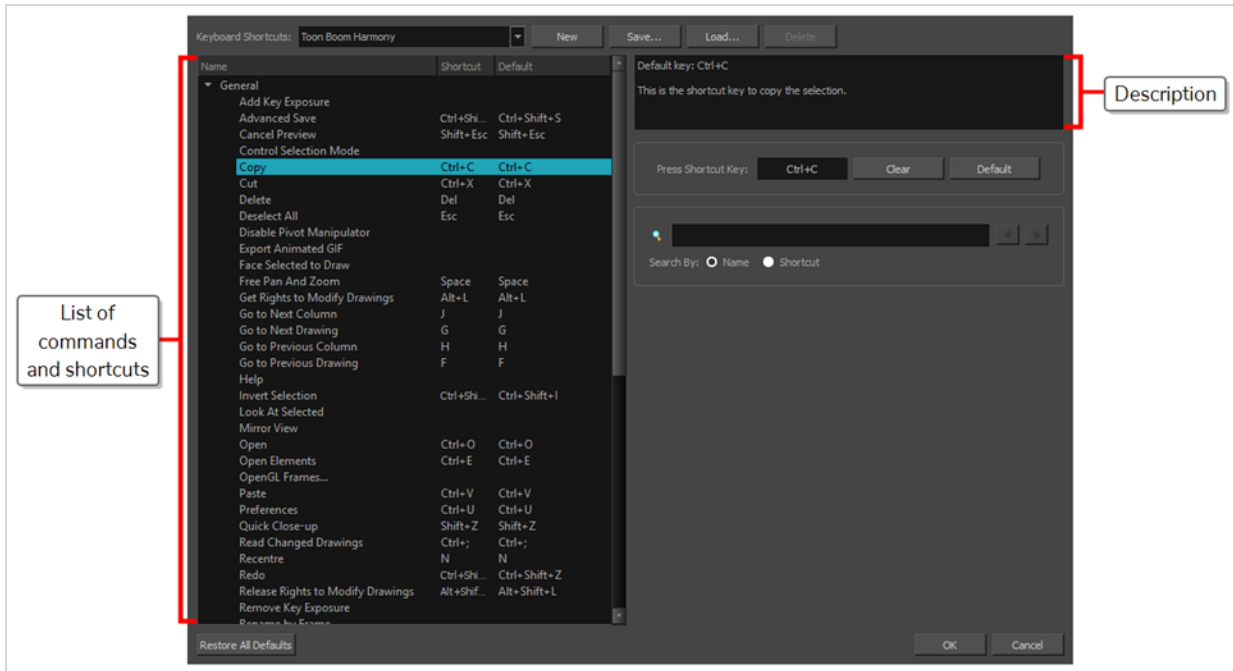 Keyboard Shortcuts: Toon Boom Harmony New Save... Load... Delete
Name Shortcut Default
General
Add Key Exposure
Advanced Save Ctrl+Shi... Ctrl+Shift+S
Cancel Preview Shift+Esc Shift+Esc
Control Selection Mode
Copy Ctrl+C Ctrl+C
Cut Ctrl+X Ctrl+X
Delete Del Del
Deselect All Esc Esc
Disable Pivot Manipulator
Export Animated GIF
Face Selected to Draw
Free Pan And Zoom Space Space
Get Rights to Modify Drawings Alt+L Alt+L
Go to Next Column J J
Go to Next Drawing G G
Go to Previous Column H H
Go to Previous Drawing F F
Help
Invert Selection Ctrl+Shi... Ctrl+Shift+I
Look At Selected
Mirror View
Open Ctrl+O Ctrl+O
Open Elements Ctrl+E Ctrl+E
OpenGL Frames...
Paste Ctrl+V Ctrl+V
Preferences Ctrl+U Ctrl+U
Quick Close-up Shift+Z Shift+Z
Read Changed Drawings Ctrl+; Ctrl+;
Recentre N N
Redo Ctrl+Shi... Ctrl+Shift+Z
Release Rights to Modify Drawings Alt+Shif... Alt+Shift+L
Remove Key Exposure
Rename by Frame
Default key: Ctrl+C
This is the shortcut key to copy the selection.
Press Shortcut Key: Ctrl+C Clear Default
Search By: Name Shortcut
Restore All Defaults OK Cancel
List of
commands
and shortcuts
Description